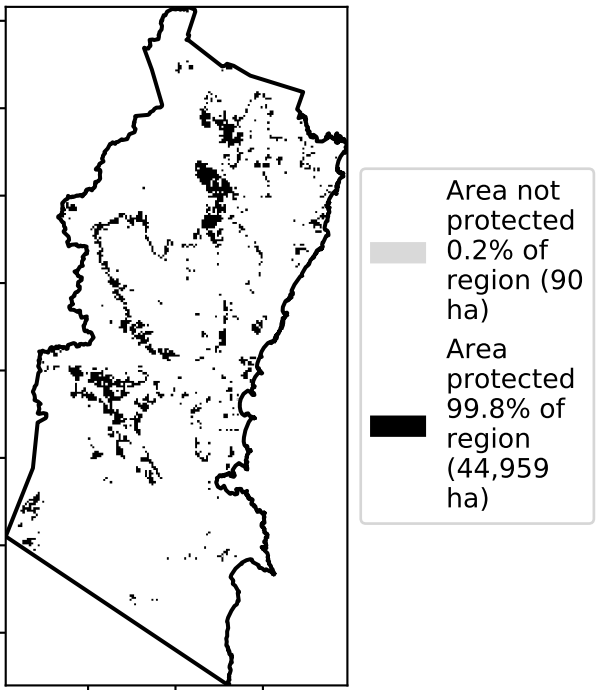 Area not
protected
0.2% of
region (90
ha)
Area
protected
99.8% of
region
(44,959
ha)